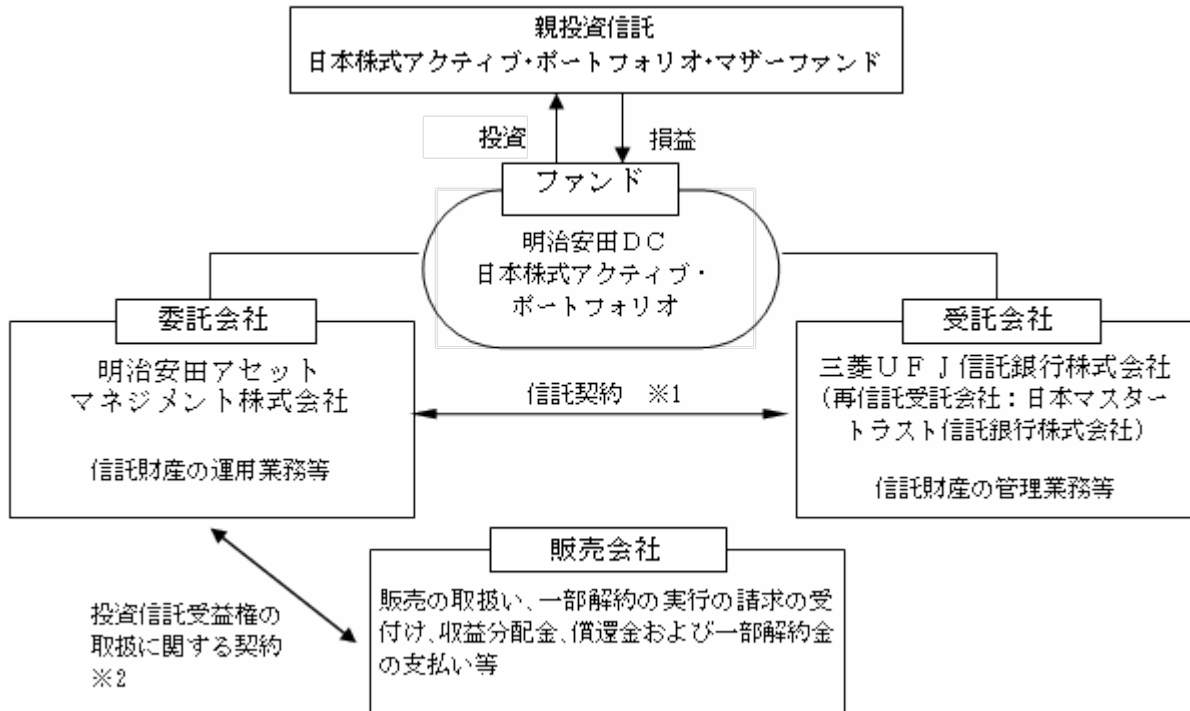 親投資信託
日本株式アクティブ・ポートフォリオ・マザーファンド
投資
損益
ファンド
明治安田ＤＣ
日本株式アクティブ・
ポートフォリオ
委託会社
明治安田アセット
マネジメント株式会社
信託財産の運用業務等
信託契約　※1
受託会社
三菱ＵＦＪ信託銀行株式会社
（再信託受託会社：日本マスター
トラスト信託銀行株式会社）
信託財産の管理業務等
投資信託受益権の
取扱に関する契約
※2
販売会社
販売の取扱い、一部解約の実行の請求の受
付け、収益分配金、償還金および一部解約金
の支払い等